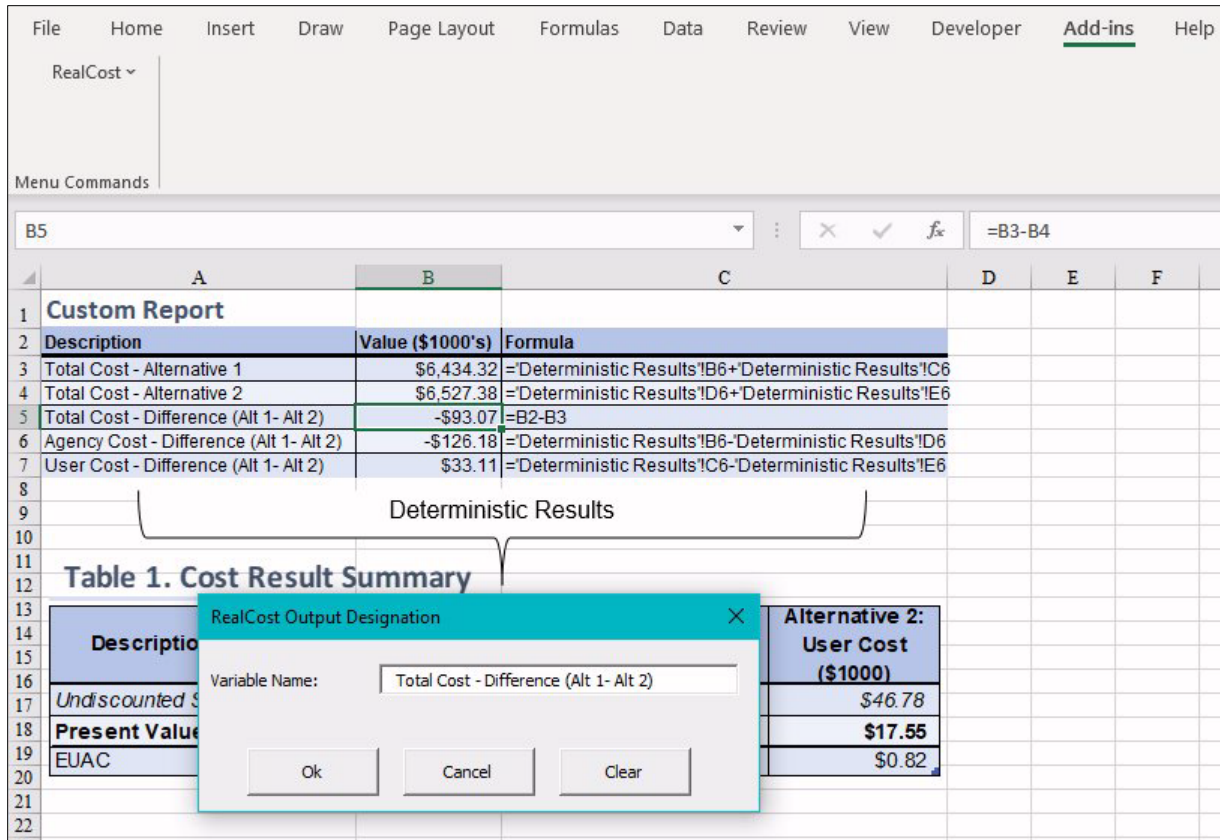 File Home Insert Draw Page Layout Formulas Data Review View Developer Add-ins Help
RealCost
Menu Commands
B5 fx =B3-B4
A B C D E F
1 Custom Report
2 Description Value ($1000's) Formula
3 Total Cost - Alternative 1 $6,434.32 ='Deterministic Results'!B6+'Deterministic Results'!C6
4 Total Cost - Alternative 2 $6,527.38 ='Deterministic Results'!D6+'Deterministic Results'!E6
5 Total Cost - Difference (Alt 1- Alt 2) -$93.07 =B2-B3
6 Agency Cost - Difference (Alt 1- Alt 2) -$126.18 ='Deterministic Results'!B6-'Deterministic Results'!D6
7 User Cost - Difference (Alt 1- Alt 2) $33.11 ='Deterministic Results'!C6-'Deterministic Results'!E6
8
9 Deterministic Results
10
11
12 Table 1. Cost Result Summary
13 RealCost Output Designation Alternative 2:
14 Descriptio User Cost
15
16 Variable Name: Total Cost - Difference (Alt 1- Alt 2) ($1000)
17 Undiscounted S $46.78
18 Present Value $17.55
19 EUAC $0.82
20 Ok Cancel Clear
21
22